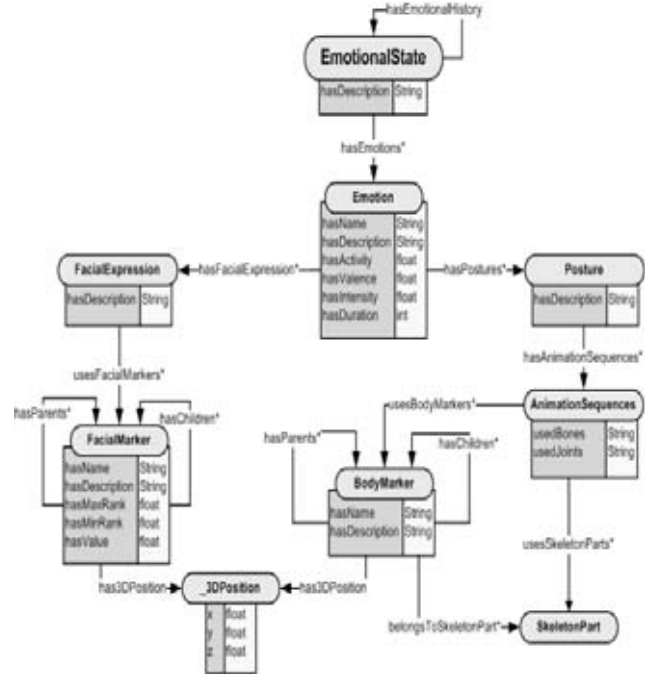 hasEmotionalHistory
EmotionalState
hasDescription String
hasEmotions*
Emotion
hasName String
hasDescription String
hasActivity float
hasValence float
hasIntensity float
hasDuration int
FacialExpression
hasDescription String
hasFacialExpression*
hasPostures*
Posture
hasDescription String
usesFacialMarkers*
hasAnimationSequences*
hasParents*
hasChildren*
FacialMarker
hasName String
hasDescription String
hasMaxRank float
hasMinRank float
hasValue float
usesBodyMarkers*
AnimationSequences
usedBones String
usedJoints String
hasParents*
hasChildren*
BodyMarker
hasName String
hasDescription String
usesSkeletonParts*
has3DPosition
_3DPosition
has3DPosition
x float
y float
z float
belongsToSkeletonPart*
SkeletonPart